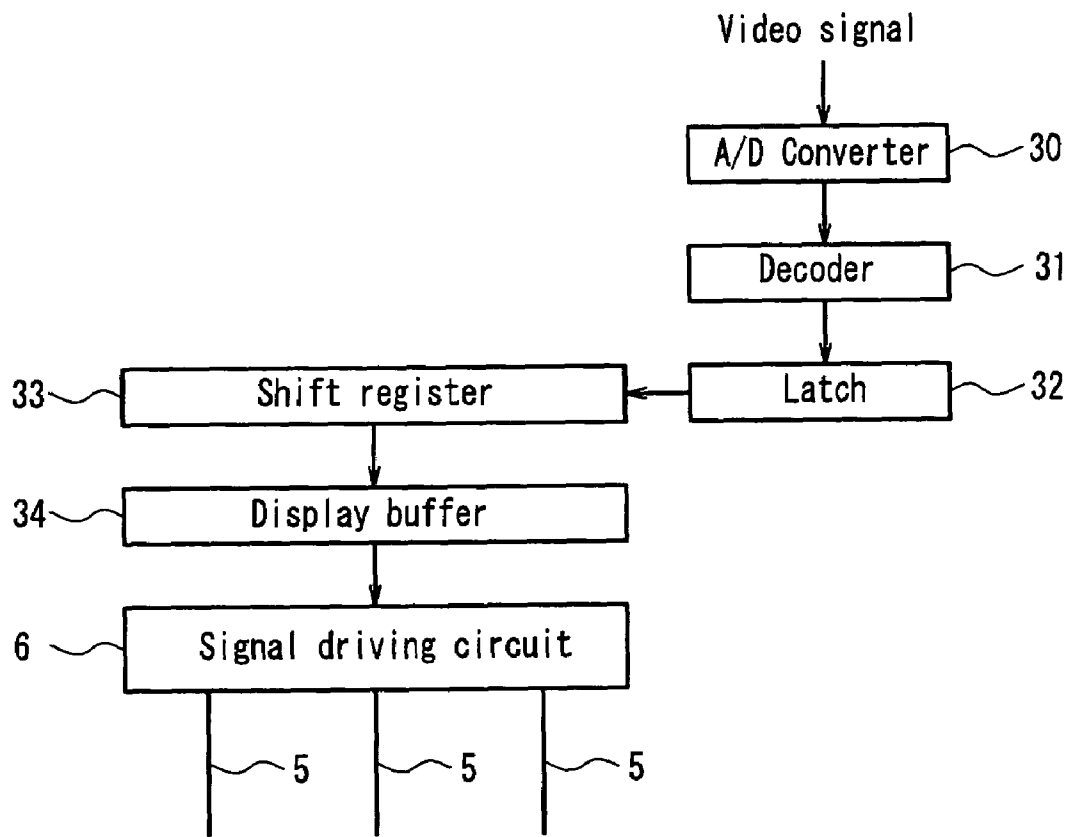 Video signal
A/D Converter 30
Decoder 31
33 Shift register Latch 32
34 Display buffer
6 Signal driving circuit
5 5 5